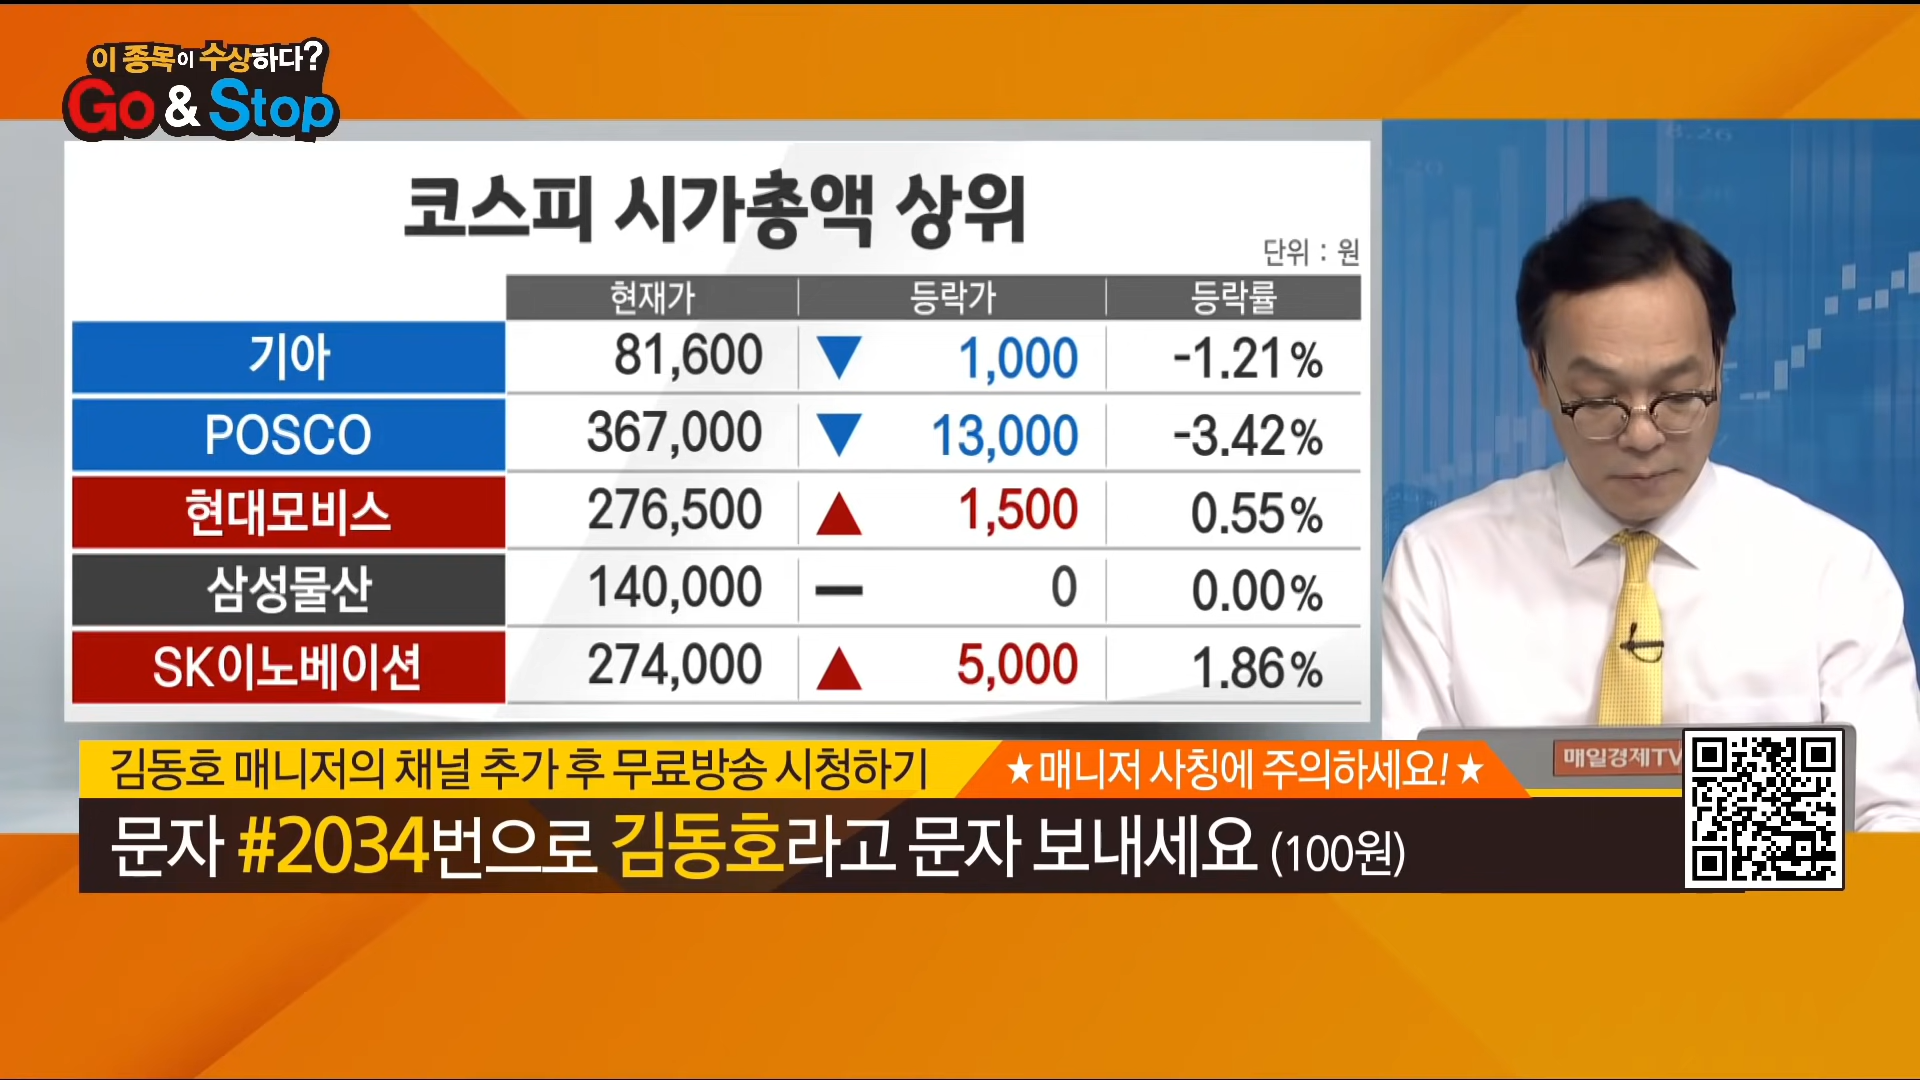 이 종목이 수상하다?
Go & Stop
코스피 시가총액 상위
단위 : 원
현재가 등락가 등락률
기아 81,600 ▼ 1,000 -1.21%
POSCO 367,000 ▼ 13,000 -3.42%
현대모비스 276,500 ▲ 1,500 0.55%
삼성물산 140,000 ― 0 0.00%
SK이노베이션 274,000 ▲ 5,000 1.86%
8.26
매일경제TV
김동호 매니저의 채널 추가 후 무료방송 시청하기 ★매니저 사칭에 주의하세요!★
문자 #2034번으로 김동호라고 문자 보내세요 (100원)